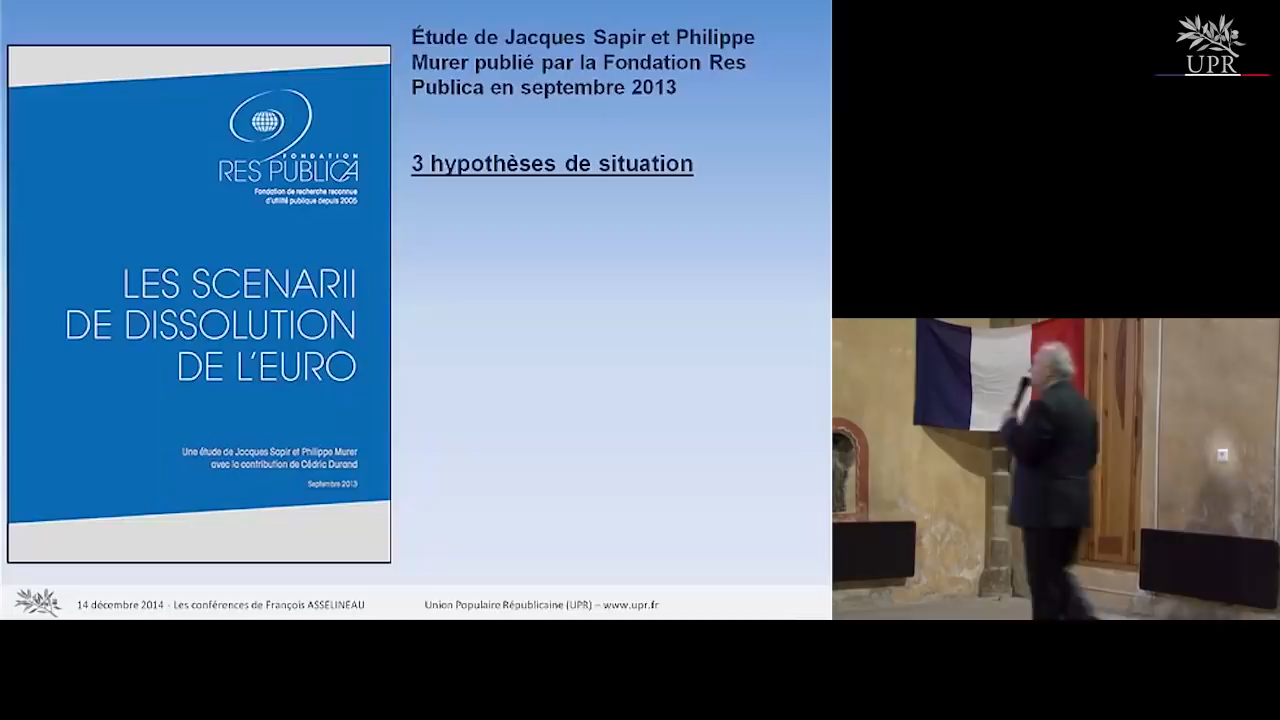 Étude de Jacques Sapir et Philippe
Murer publié par la Fondation Res
Publica en septembre 2013
3 hypothèses de situation
FONDATION
RES PUBLICA
Fondation de recherche reconnue
d'utilité publique depuis 2005
LES SCENARII
DE DISSOLUTION
DE L'EURO
Une étude de Jacques Sapir et Philippe Murer
avec la contribution de Cédric Durand
Septembre 2013
14 décembre 2014 - Les conférences de François ASSELINEAU
Union Populaire Républicaine (UPR) – www.upr.fr
UPR